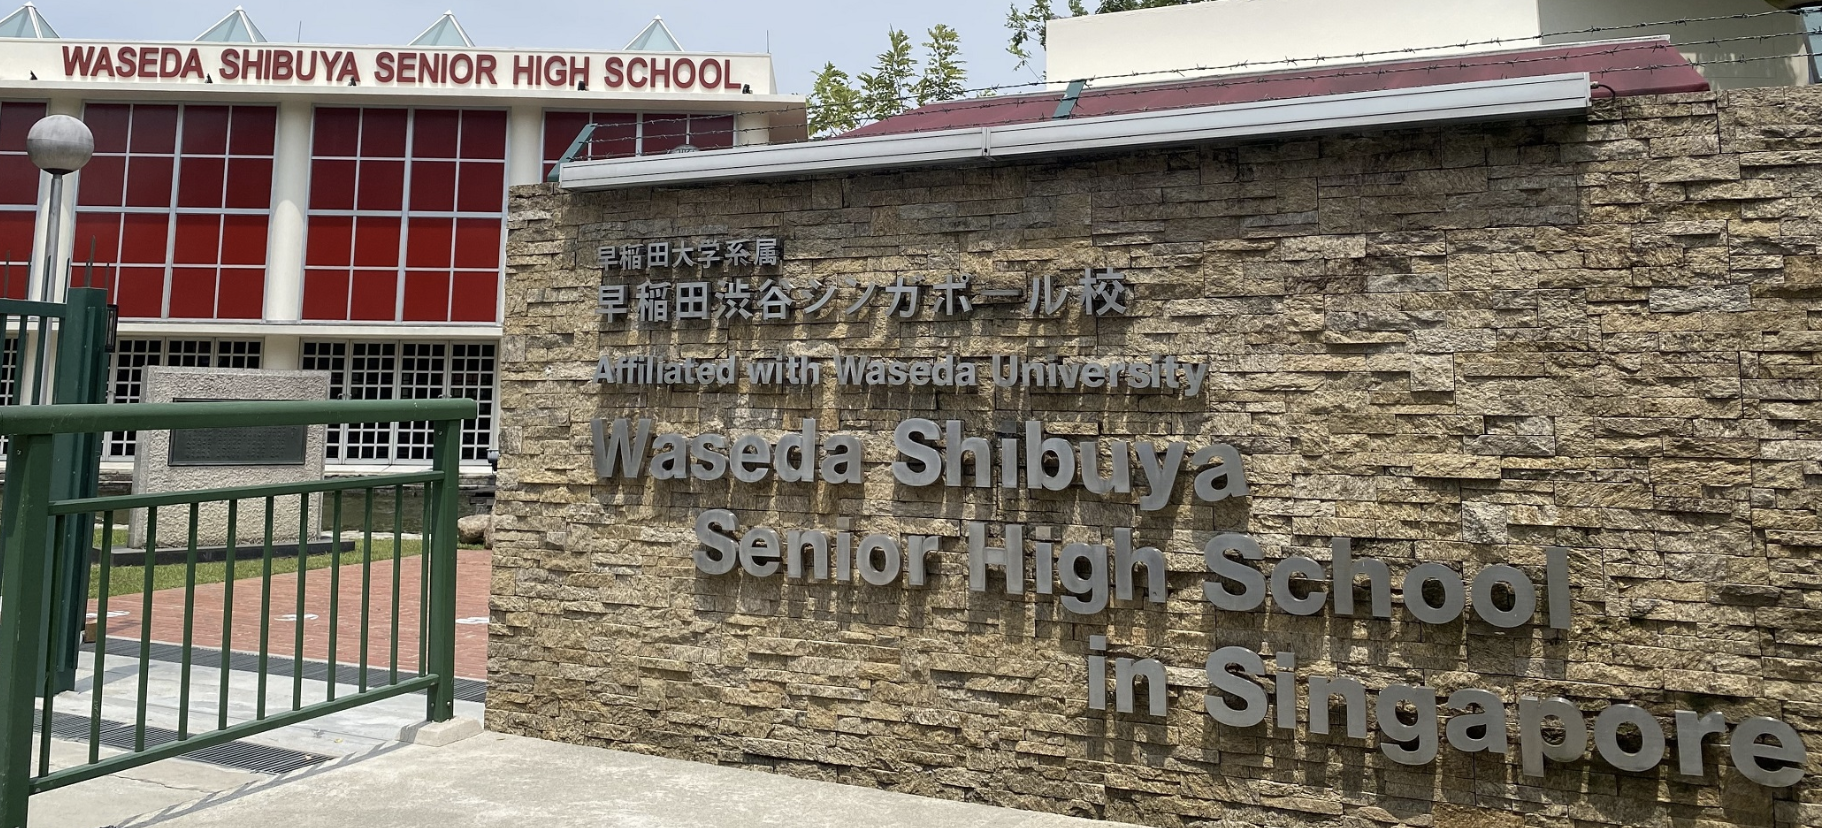 WASEDA SHIBUYA SENIOR HIGH SCHOOL
早稲田大学系属
早稲田渋谷シンガポール校
Affiliated with Waseda University
Waseda Shibuya
Senior High School
in Singapore